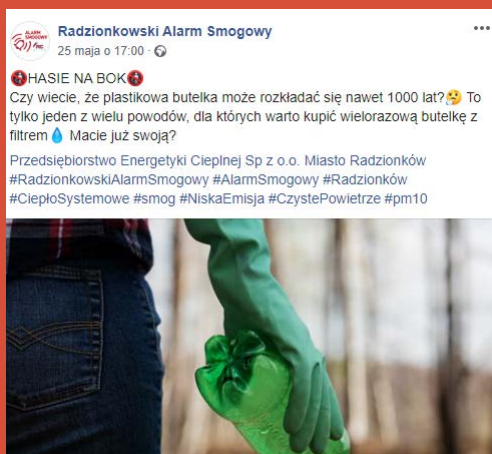 ALARM
SMOGOWY
Radzionkowski Alarm Smogowy
25 maja o 17:00 ·
HASIE NA BOK
Czy wiecie, że plastikowa butelka może rozkładać się nawet 1000 lat?🤔 To
tylko jeden z wielu powodów, dla których warto kupić wielorazową butelkę z
filtrem💧 Macie już swoją?
Przedsiębiorstwo Energetyki Cieplnej Sp z o.o. Miasto Radzionków
#RadzionkowskiAlarmSmogowy #AlarmSmogowy #Radzionków
#CiepłoSystemowe #smog #NiskaEmisja #CzystePowietrze #pm10